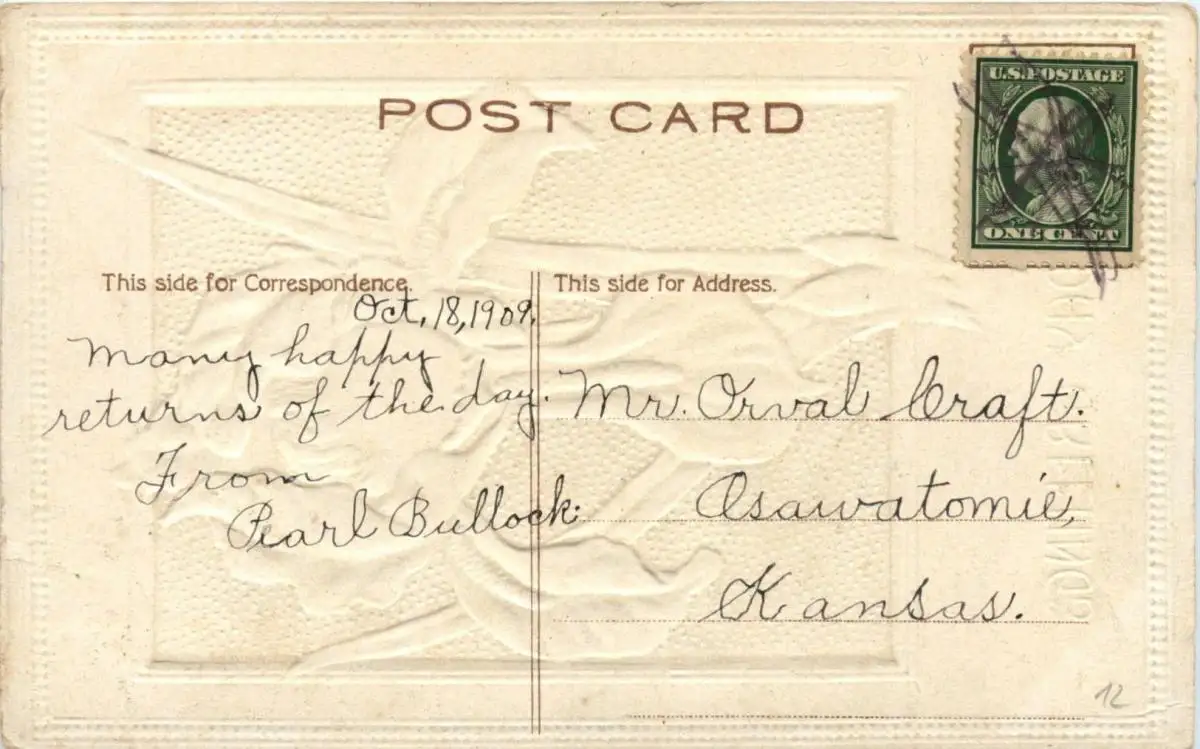 POST CARD
U.S. POSTAGE
ONE CENT
This side for Correspondence.
Oct. 18, 1909.
Many happy
returns of the day.
From
Pearl Bullock.
This side for Address.
Mr. Orval Craft.
Osawatomie,
Kansas.
12